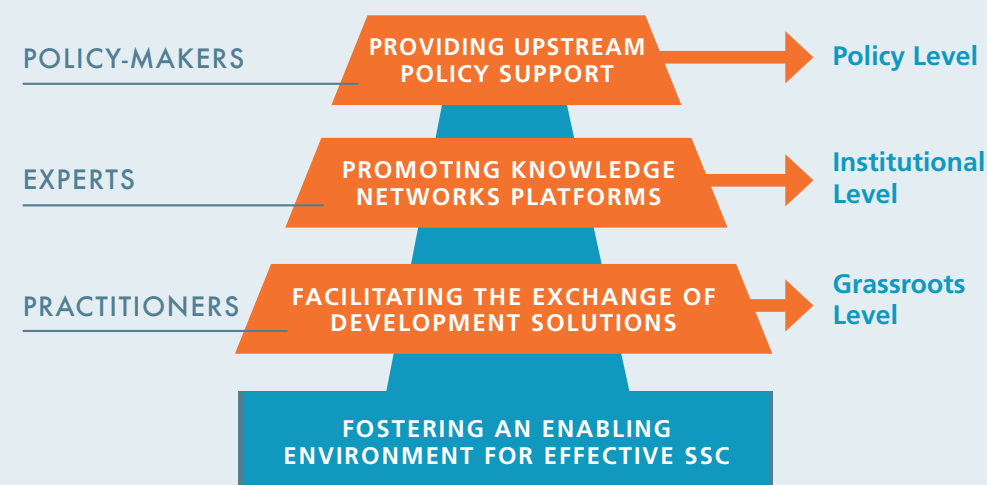 POLICY-MAKERS
PROVIDING UPSTREAM
POLICY SUPPORT
Policy Level
EXPERTS
PROMOTING KNOWLEDGE
NETWORKS PLATFORMS
Institutional
Level
PRACTITIONERS
FACILITATING THE EXCHANGE OF
DEVELOPMENT SOLUTIONS
Grassroots
Level
FOSTERING AN ENABLING
ENVIRONMENT FOR EFFECTIVE SSC